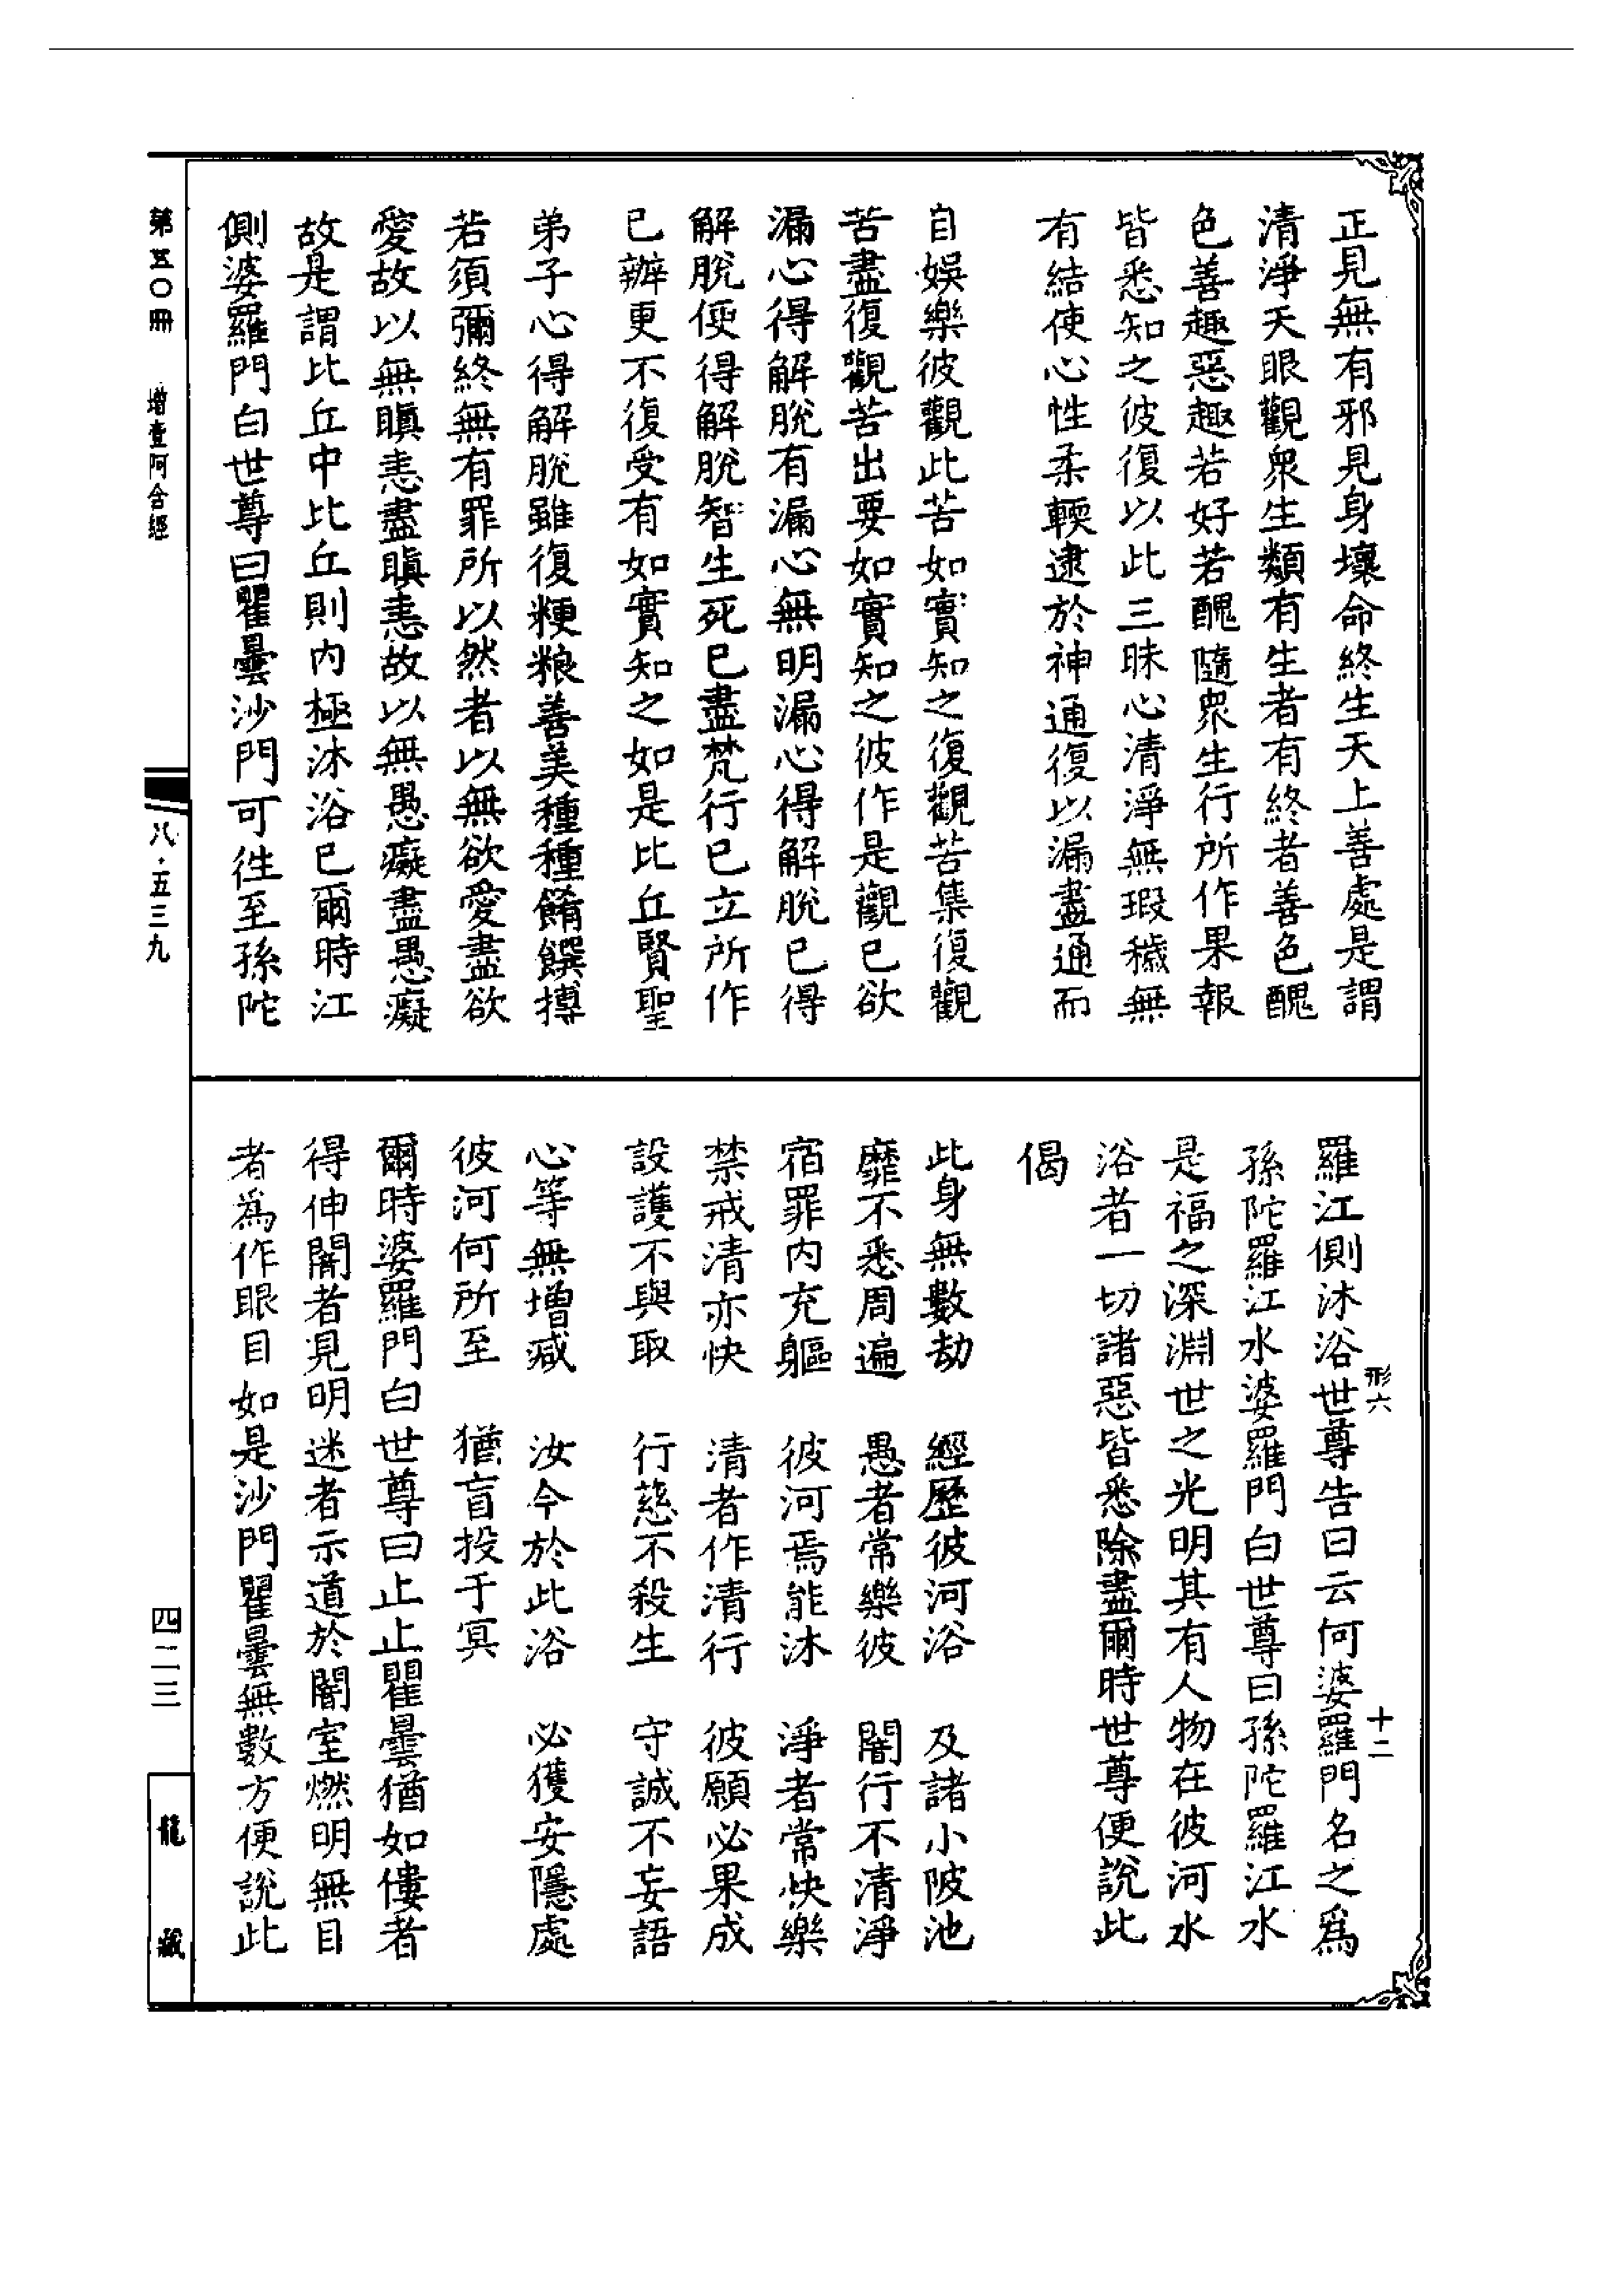 正見無有邪見身壞命終生天上善處是謂
清淨天眼觀眾生類有生者有終者善色醜
色善趣惡趣若好若醜隨眾生行所作果報
皆悉知之彼復以此三昧心清淨無瑕穢無
有結使心性柔輭逮於神通復以漏盡通而
自娛樂彼觀此苦如實知之復觀苦集復觀
苦盡復觀苦出要如實知之彼作是觀已欲
漏心得解脫有漏心無明漏心得解脫已得
解脫便得解脫智生死已盡梵行已立所作
已辦更不復受有如實知之如是比丘賢聖
弟子心得解脫雖復粳粮善美種種餚饌摶
若須彌終無有罪所以然者以無欲愛盡欲
愛故以無瞋恚盡瞋恚故以無愚癡盡愚癡
故是謂比丘中比丘則內極沐浴已爾時江
側婆羅門白世尊曰瞿曇沙門可往至孫陀
羅江側沐浴世尊告曰云何婆羅門名之為
孫陀羅江水婆羅門白世尊曰孫陀羅江水
是福之深淵世之光明其有人物在彼河水
浴者一切諸惡皆悉除盡爾時世尊便說此
偈
此身無數劫　經歷彼河浴　及諸小陂池
靡不悉周遍　愚者常樂彼　闇行不清淨
宿罪內充軀　彼河焉能沐　淨者常快樂
禁戒清亦快　清者作清行　彼願必果成
設護不與取　行慈不殺生　守誠不妄語
心等無增減　汝今於此浴　必獲安隱處
彼河何所至　猶盲投于冥
爾時婆羅門白世尊曰止止瞿曇猶如僂者
得伸闇者見明迷者示道於闇室燃明無目
者為作眼目如是沙門瞿曇無數方便說此
形六
十二
第五〇冊　增壹阿含經
八·五三九
四二三
龍藏